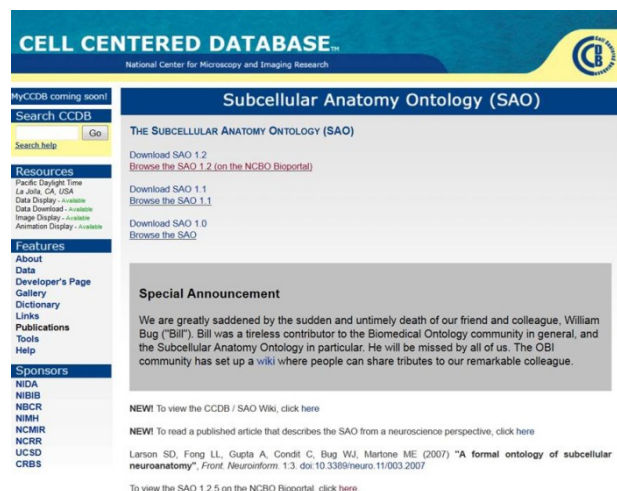 CELL CENTERED DATABASE TM
National Center for Microscopy and Imaging Research
MyCCDB coming soon!
Search CCDB
Go
Search help
Resources
Pacific Daylight Time
La Jolla, CA, USA
Data Display - Available
Data Download - Available
Image Display - Available
Animation Display - Available
Features
About
Data
Developer's Page
Gallery
Dictionary
Links
Publications
Tools
Help
Sponsors
NIDA
NIBIB
NBCR
NIMH
NCMIR
NCRR
UCSD
CRBS
Subcellular Anatomy Ontology (SAO)
THE SUBCELLULAR ANATOMY ONTOLOGY (SAO)
Download SAO 1.2
Browse the SAO 1.2 (on the NCBO Bioportal)
Download SAO 1.1
Browse the SAO 1.1
Download SAO 1.0
Browse the SAO
Special Announcement
We are greatly saddened by the sudden and untimely death of our friend and colleague, William
Bug ("Bill"). Bill was a tireless contributor to the Biomedical Ontology community in general, and
the Subcellular Anatomy Ontology in particular. He will be missed by all of us. The OBI
community has set up a wiki where people can share tributes to our remarkable colleague.
NEW! To view the CCDB / SAO Wiki, click here
NEW! To read a published article that describes the SAO from a neuroscience perspective, click here
Larson SD, Fong LL, Gupta A, Condit C, Bug WJ, Martone ME (2007) "A formal ontology of subcellular
neuroanatomy", Front. Neuroinform. 1:3. doi:10.3389/neuro.11/003.2007
To view the SAO 1.2.5 on the NCBO Bioportal, click here